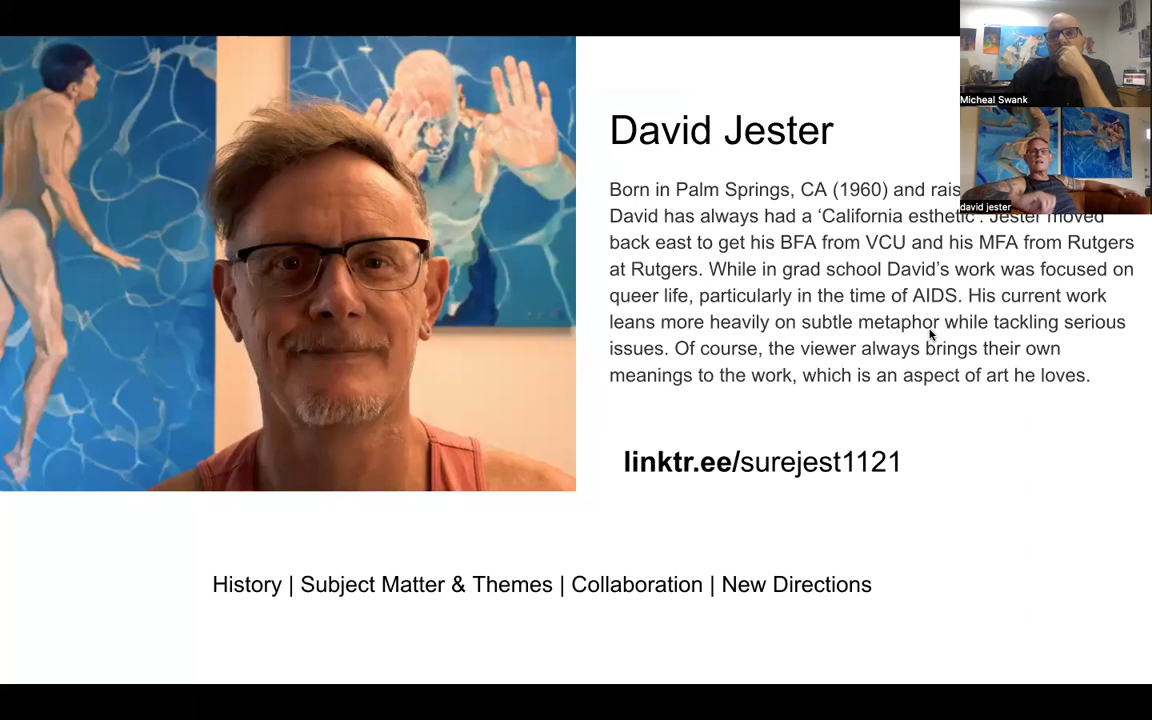 David Jester
Born in Palm Springs, CA (1960) and rais
David has always had a ‘California esthetic’. Jester moved
back east to get his BFA from VCU and his MFA from Rutgers
at Rutgers. While in grad school David’s work was focused on
queer life, particularly in the time of AIDS. His current work
leans more heavily on subtle metaphor while tackling serious
issues. Of course, the viewer always brings their own
meanings to the work, which is an aspect of art he loves.
linktr.ee/surejest1121
History | Subject Matter & Themes | Collaboration | New Directions
Micheal Swank
david jester